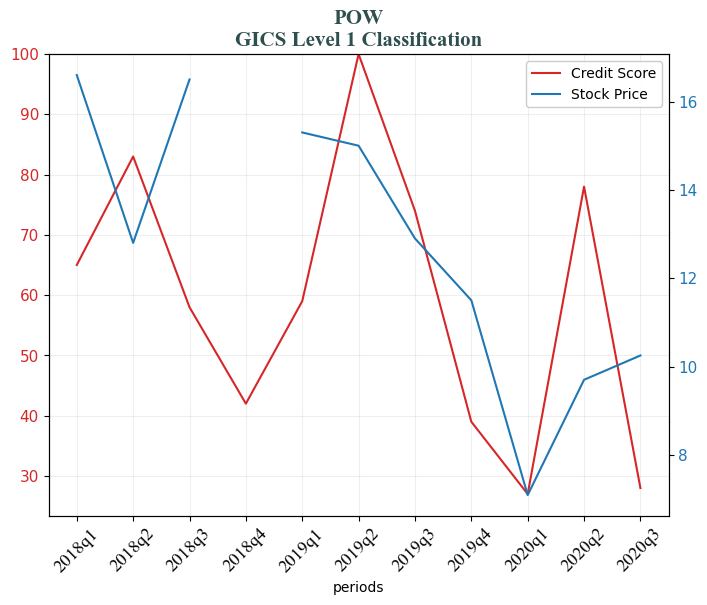 POW
GICS Level 1 Classification
Credit Score
Stock Price
100
90
80
70
60
50
40
30
16
14
12
10
8
2018q1
2018q2
2018q3
2018q4
2019q1
2019q2
2019q3
2019q4
2020q1
2020q2
2020q3
periods